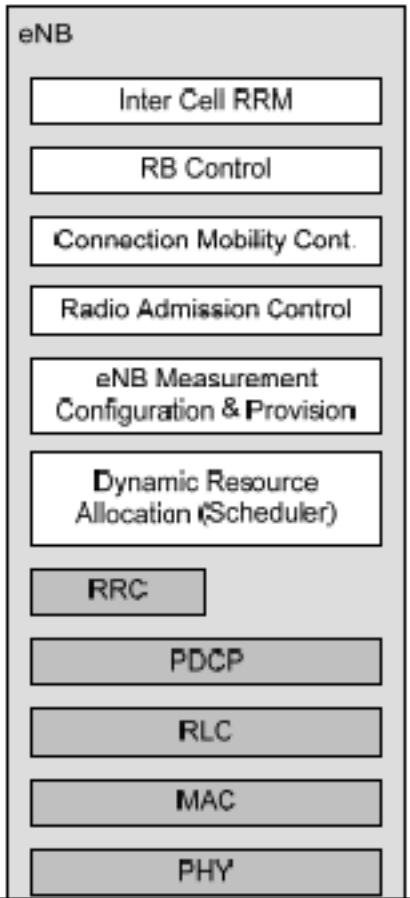 eNB
Inter Cell RRM
RB Control
Connection Mobility Cont.
Radio Admission Control
eNB Measurement
Configuration & Provision
Dynamic Resource
Allocation (Scheduler)
RRC
PDCP
RLC
MAC
PHY